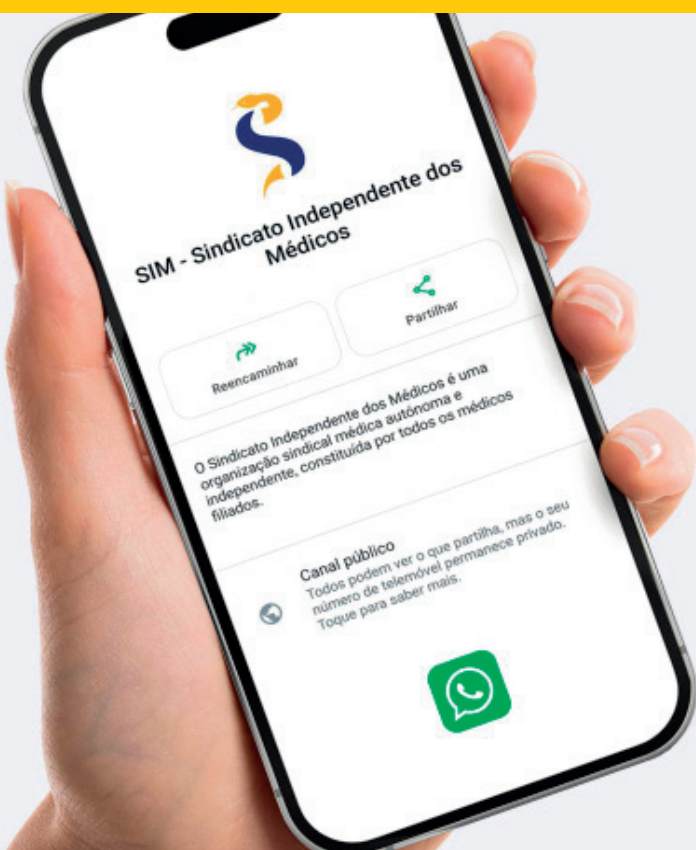 SIM - Sindicato Independente dos
Médicos
Reencaminhar
Partilhar
O Sindicato Independente dos Médicos é uma
organização sindical médica autónoma e
independente, constituída por todos os médicos
filiados.
Canal público
Todos podem ver o que partilha, mas o seu
número de telemóvel permanece privado.
Toque para saber mais.